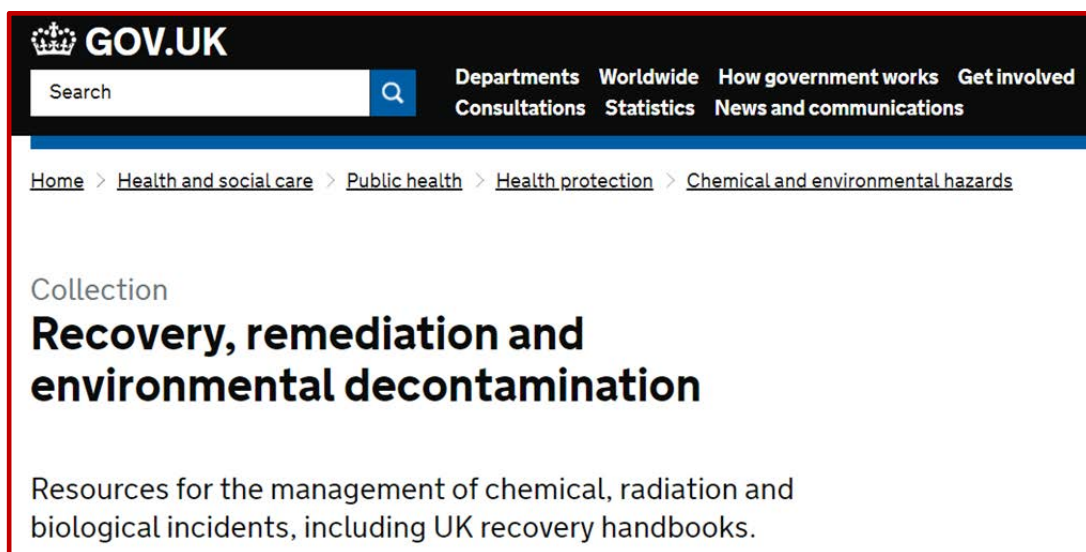 GOV.UK
Search
Departments Worldwide How government works Get involved
Consultations Statistics News and communications
Home > Health and social care > Public health > Health protection > Chemical and environmental hazards
Collection
Recovery, remediation and
environmental decontamination
Resources for the management of chemical, radiation and
biological incidents, including UK recovery handbooks.